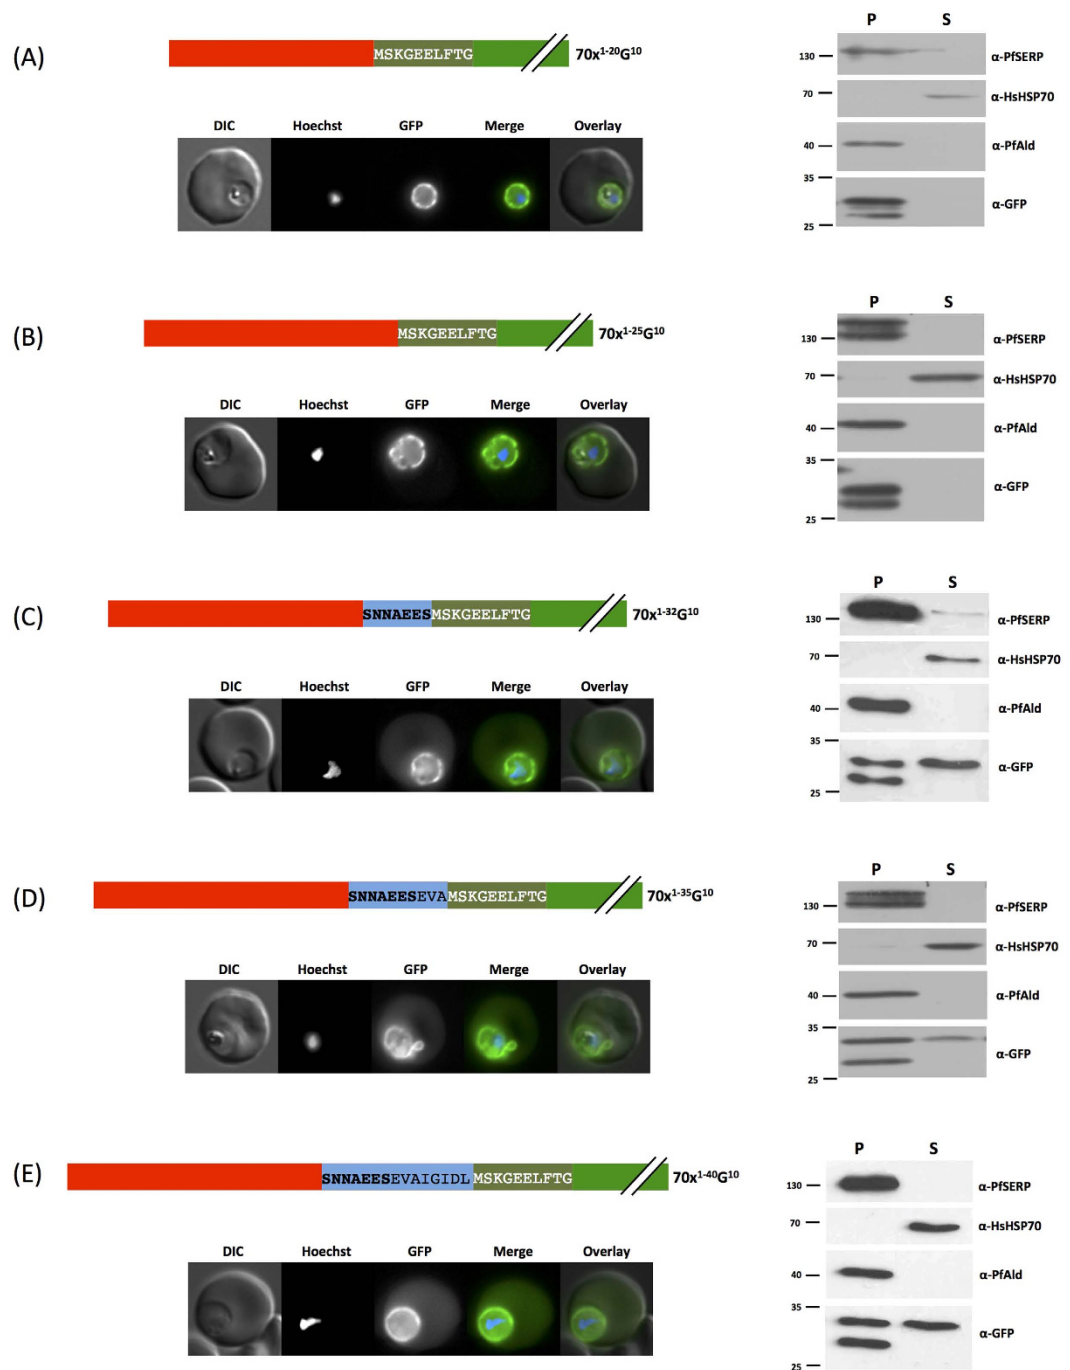 (A)
MSKGEELFTG
70x¹⁻²⁰G¹⁰
DIC Hoechst GFP Merge Overlay
P S
130 α-PfSERP
70 α-HsHSP70
40 α-PfAld
35
α-GFP
25
(B)
MSKGEELFTG
70x¹⁻²⁵G¹⁰
DIC Hoechst GFP Merge Overlay
P S
130 α-PfSERP
70 α-HsHSP70
40 α-PfAld
35
α-GFP
25
(C)
SNNAEESMSKGEELFTG
70x¹⁻³²G¹⁰
DIC Hoechst GFP Merge Overlay
P S
130 α-PfSERP
70 α-HsHSP70
40 α-PfAld
35
α-GFP
25
(D)
SNNAEESEVAMSKGEELFTG
70x¹⁻³⁵G¹⁰
DIC Hoechst GFP Merge Overlay
P S
130 α-PfSERP
70 α-HsHSP70
40 α-PfAld
35
α-GFP
25
(E)
SNNAEESEVAIGIDLMSKGEELFTG
70x¹⁻⁴⁰G¹⁰
DIC Hoechst GFP Merge Overlay
P S
130 α-PfSERP
70 α-HsHSP70
40 α-PfAld
35
α-GFP
25